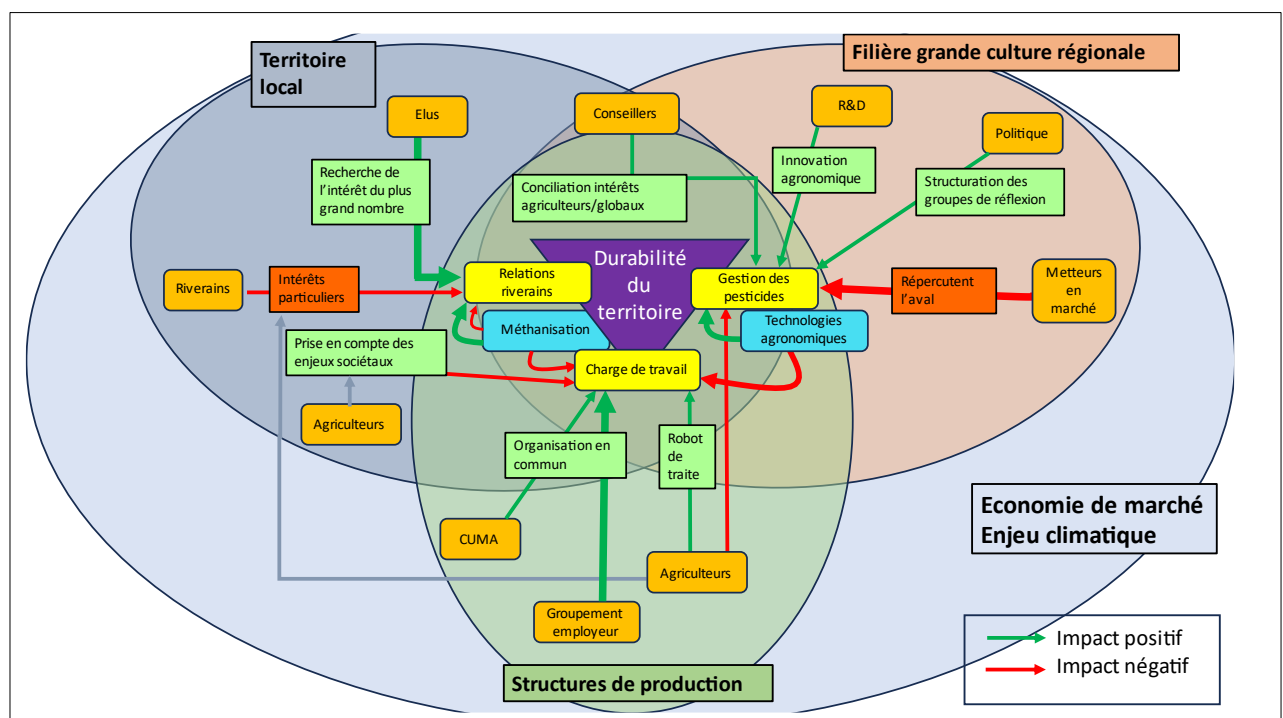 Territoire
local
Filière grande culture régionale
Elus
Conseillers
R&D
Politique
Recherche de
l'intérêt du plus
grand nombre
Conciliation intérêts
agriculteurs/globaux
Innovation
agronomique
Structuration des
groupes de réflexion
Durabilité
du
territoire
Riverains
Intérêts
particuliers
Relations
riverains
Gestion des
pesticides
Répercutent
l'aval
Metteurs
en
marché
Méthanisation
Technologies
agronomiques
Prise en compte des
enjeux sociétaux
Charge de travail
Agriculteurs
Organisation en
commun
Robot
de
traite
CUMA
Agriculteurs
Groupement
employeur
Economie de marché
Enjeu climatique
Structures de production
Impact positif
Impact négatif